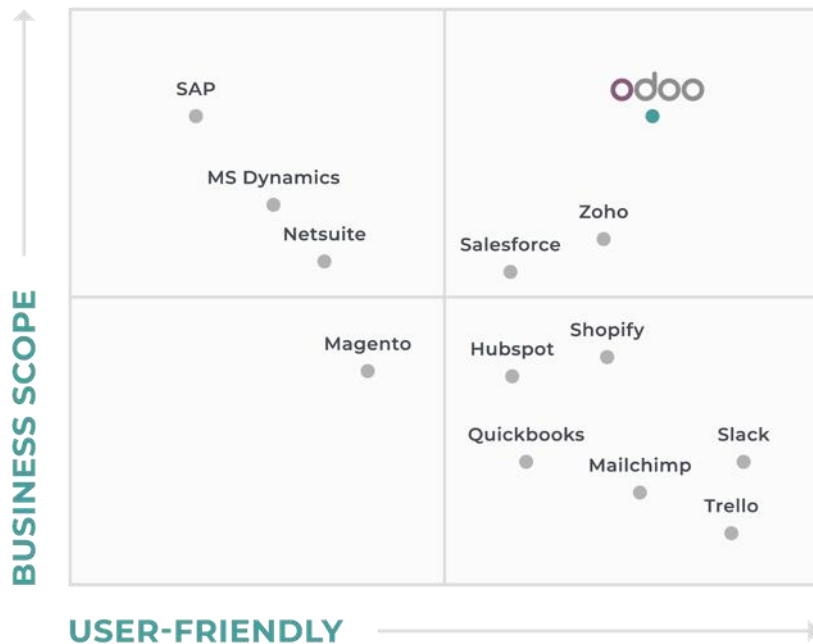 SAP
odoo
MS Dynamics
Zoho
Netsuite
Salesforce
Shopify
Magento
Hubspot
Quickbooks
Slack
Mailchimp
Trello
BUSINESS SCOPE
USER-FRIENDLY